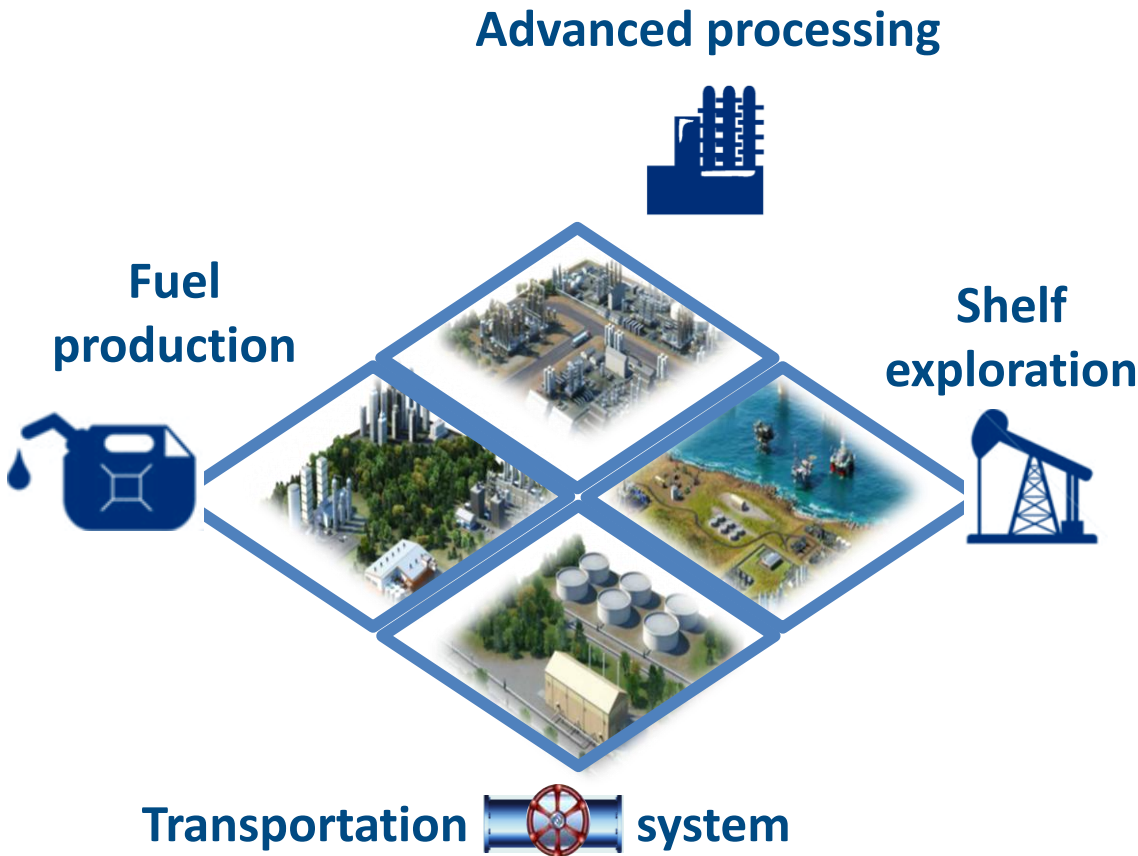 Advanced processing
Fuel
production
Shelf
exploration
Transportation system